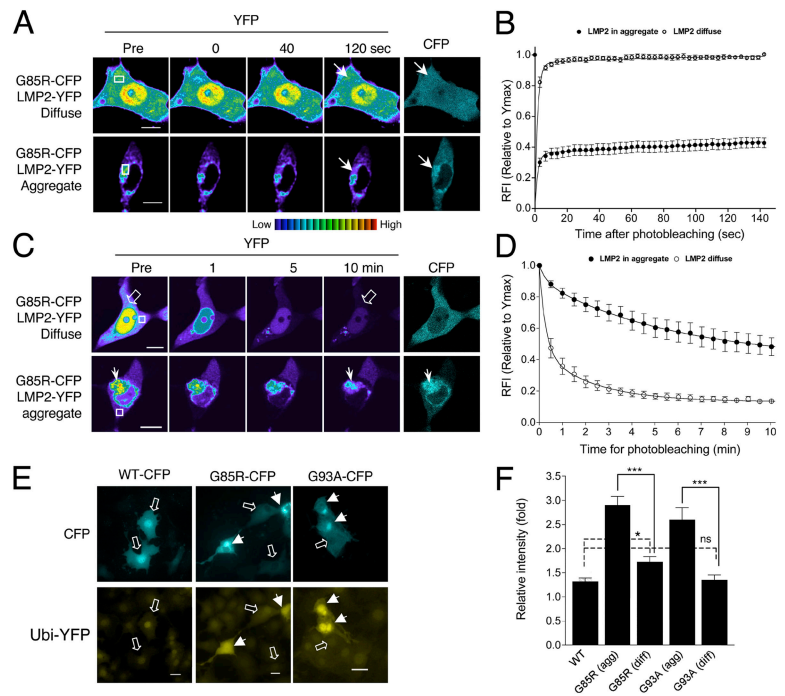 A
YFP
Pre
0
40
120 sec
CFP
G85R-CFP
LMP2-YFP
Diffuse
G85R-CFP
LMP2-YFP
Aggregate
Low
High
B
LMP2 in aggregate
LMP2 diffuse
RFI (Relative to Ymax)
1.0
0.8
0.6
0.4
0.2
0.0
0
20
40
60
80
100
120
140
Time after photobleaching (sec)
C
YFP
Pre
1
5
10 min
CFP
G85R-CFP
LMP2-YFP
Diffuse
G85R-CFP
LMP2-YFP
aggregate
D
LMP2 in aggregate
LMP2 diffuse
RFI (Relative to Ymax)
1.0
0.8
0.6
0.4
0.2
0.0
0
1
2
3
4
5
6
7
8
9
10
Time for photobleaching (min)
E
WT-CFP
G85R-CFP
G93A-CFP
CFP
Ubi-YFP
F
Relative intensity (fold)
3.5
3.0
2.5
2.0
1.5
1.0
0.5
0.0
***
***
*
ns
WT
G85R (agg)
G85R (diff)
G93A (agg)
G93A (diff)